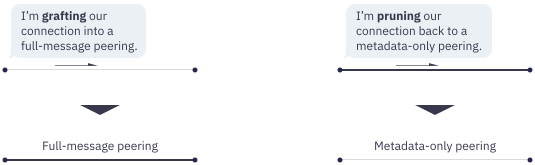 I'm grafting our
connection into a
full-message peering.
Full-message peering
I'm pruning our
connection back to a
metadata-only peering.
Metadata-only peering